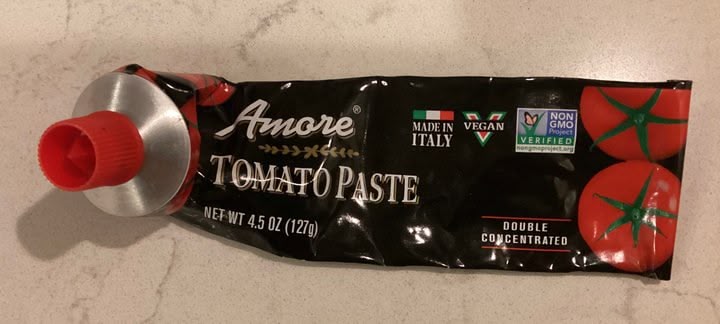 Amore®
TOMATO PASTE
NET WT 4.5 OZ (127g)
MADE IN
ITALY
VEGAN
NON
GMO
Project
VERIFIED
nongmoproject.org
DOUBLE
CONCENTRATED